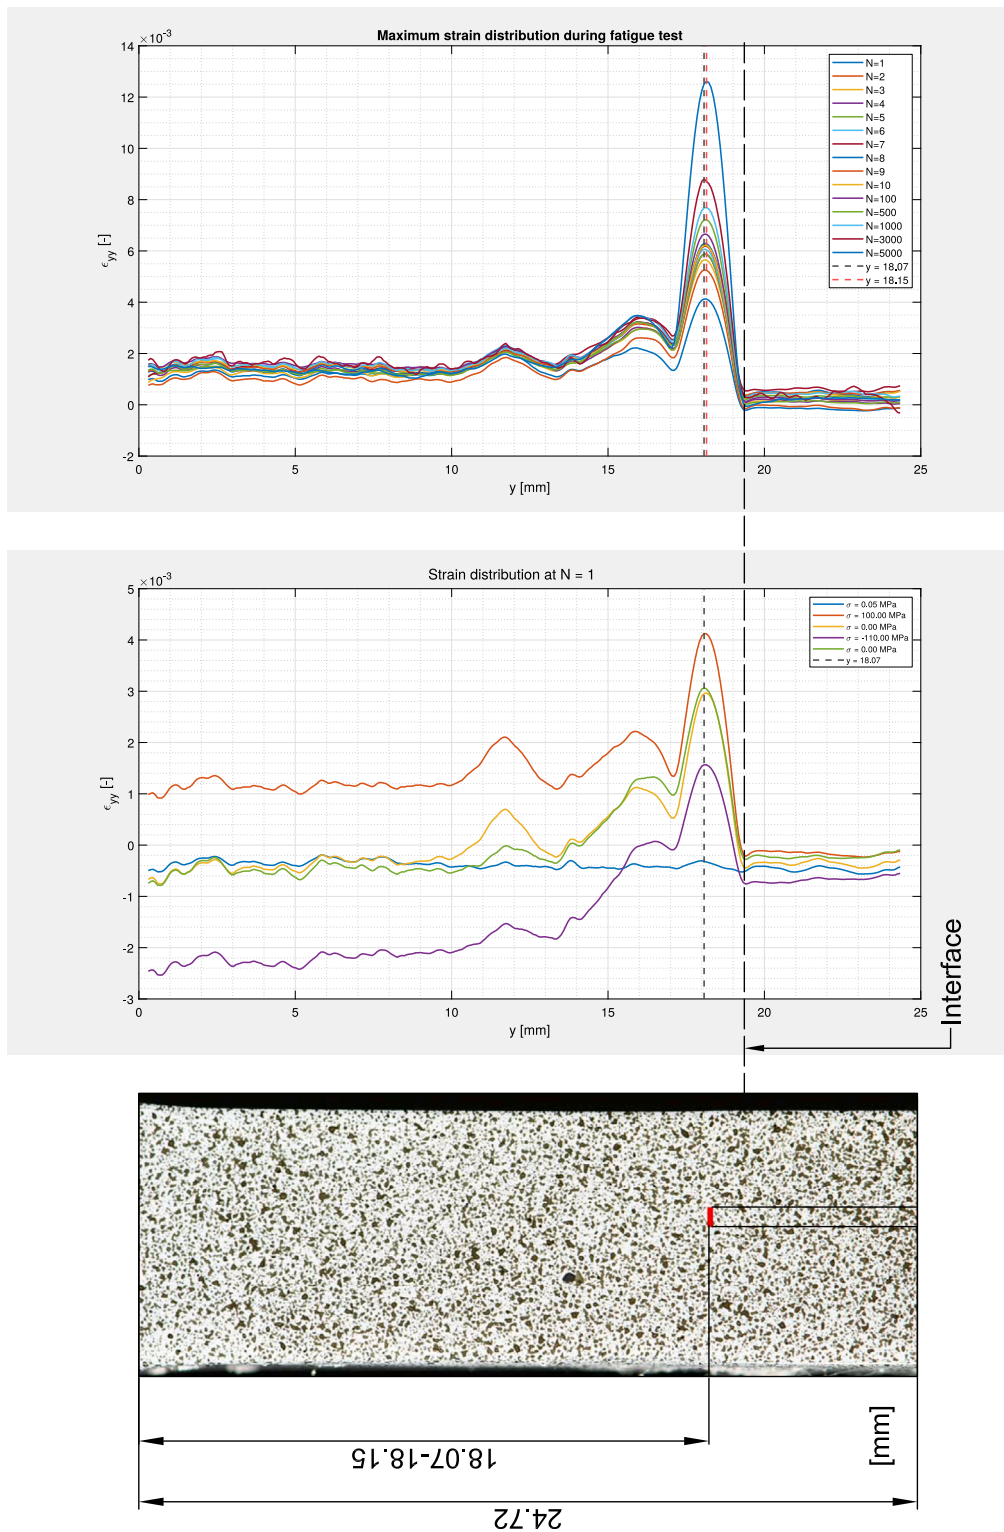 Maximum strain distribution during fatigue test
×10⁻³
14
12
10
8
6
4
2
0
-2
ϵyy [-]
0 5 10 15 20 25
y [mm]
N=1
N=2
N=3
N=4
N=5
N=6
N=7
N=8
N=9
N=10
N=100
N=500
N=1000
N=3000
N=5000
y = 18.07
y = 18.15
Strain distribution at N = 1
×10⁻³
5
4
3
2
1
0
-1
-2
-3
ϵyy [-]
0 5 10 15 20 25
y [mm]
σ = 0.05 MPa
σ = 100.00 MPa
σ = 0.00 MPa
σ = -110.00 MPa
σ = 0.00 MPa
y = 18.07
Interface
[mm]
18.07-18.15
24.72